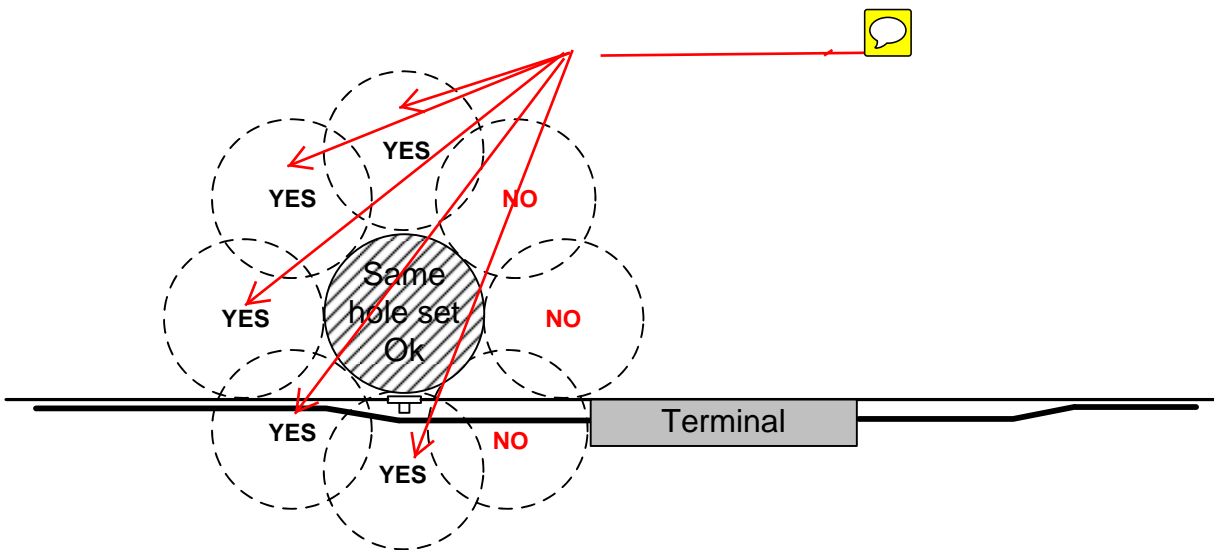 YES
YES
NO
Same
hole set
Ok
YES
NO
YES
NO
Terminal
YES